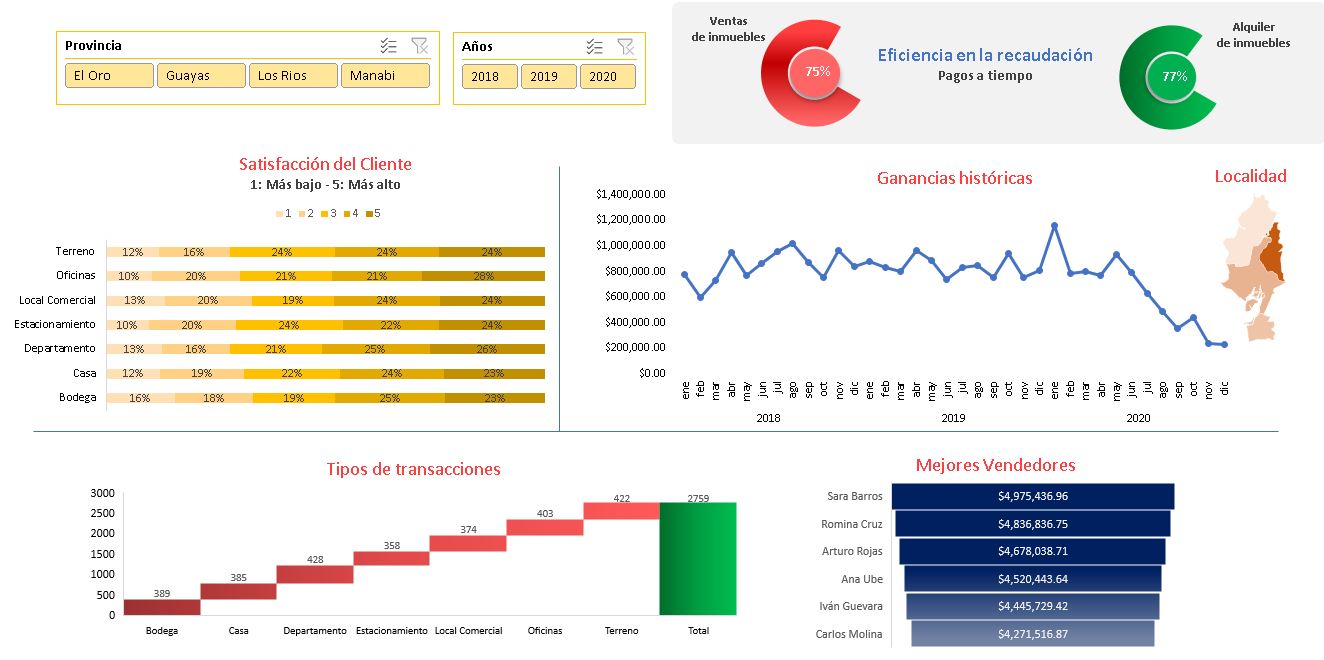 Provincia
El Oro Guayas Los Rios Manabi
Años
2018 2019 2020
Ventas
de inmuebles
75%
Eficiencia en la recaudación
Pagos a tiempo
Alquiler
de inmuebles
77%
Satisfacción del Cliente
1: Más bajo - 5: Más alto
1 2 3 4 5
Terreno 12% 16% 24% 24% 24%
Oficinas 10% 20% 21% 21% 28%
Local Comercial 13% 20% 19% 24% 24%
Estacionamiento 10% 20% 24% 22% 24%
Departamento 13% 16% 21% 25% 26%
Casa 12% 19% 22% 24% 23%
Bodega 16% 18% 19% 25% 23%
Ganancias históricas
$1,400,000.00
$1,200,000.00
$1,000,000.00
$800,000.00
$600,000.00
$400,000.00
$200,000.00
$0.00
ene feb mar abr may jun jul ago sep oct nov dic ene feb mar abr may jun jul ago sep oct nov dic ene feb mar abr may jun jul ago sep oct nov dic
2018 2019 2020
Localidad
Tipos de transacciones
3000
2500
2000
1500
1000
500
0
389 385 428 358 374 403 422 2759
Bodega Casa Departamento Estacionamiento Local Comercial Oficinas Terreno Total
Mejores Vendedores
Sara Barros $4,975,436.96
Romina Cruz $4,836,836.75
Arturo Rojas $4,678,038.71
Ana Ube $4,520,443.64
Iván Guevara $4,445,729.42
Carlos Molina $4,271,516.87